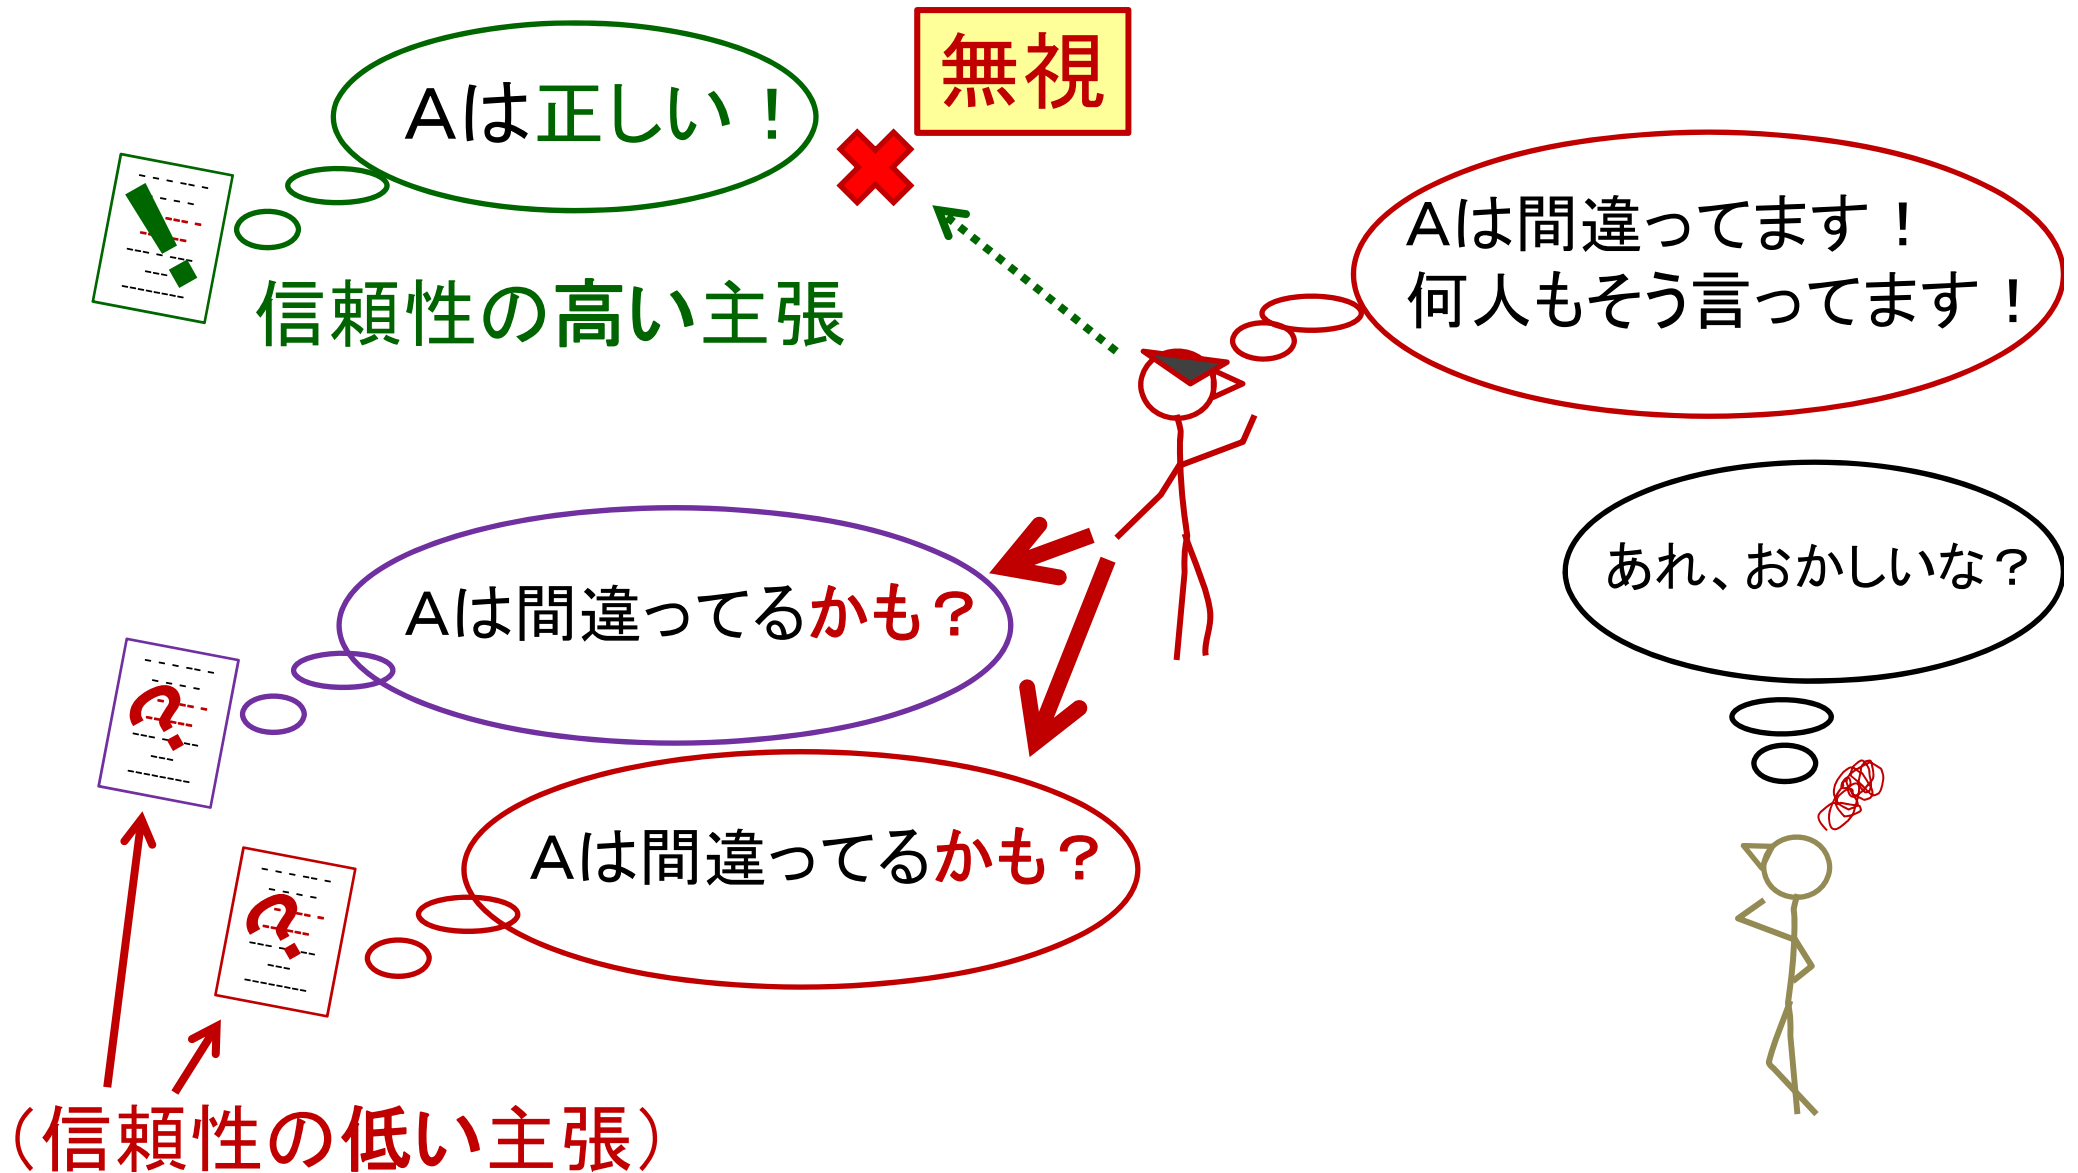 無視
Aは正しい！
信頼性の高い主張
Aは間違ってます！
何人もそう言ってます！
あれ、おかしいな？
Aは間違ってるかも？
Aは間違ってるかも？
（信頼性の低い主張）
！
？
？